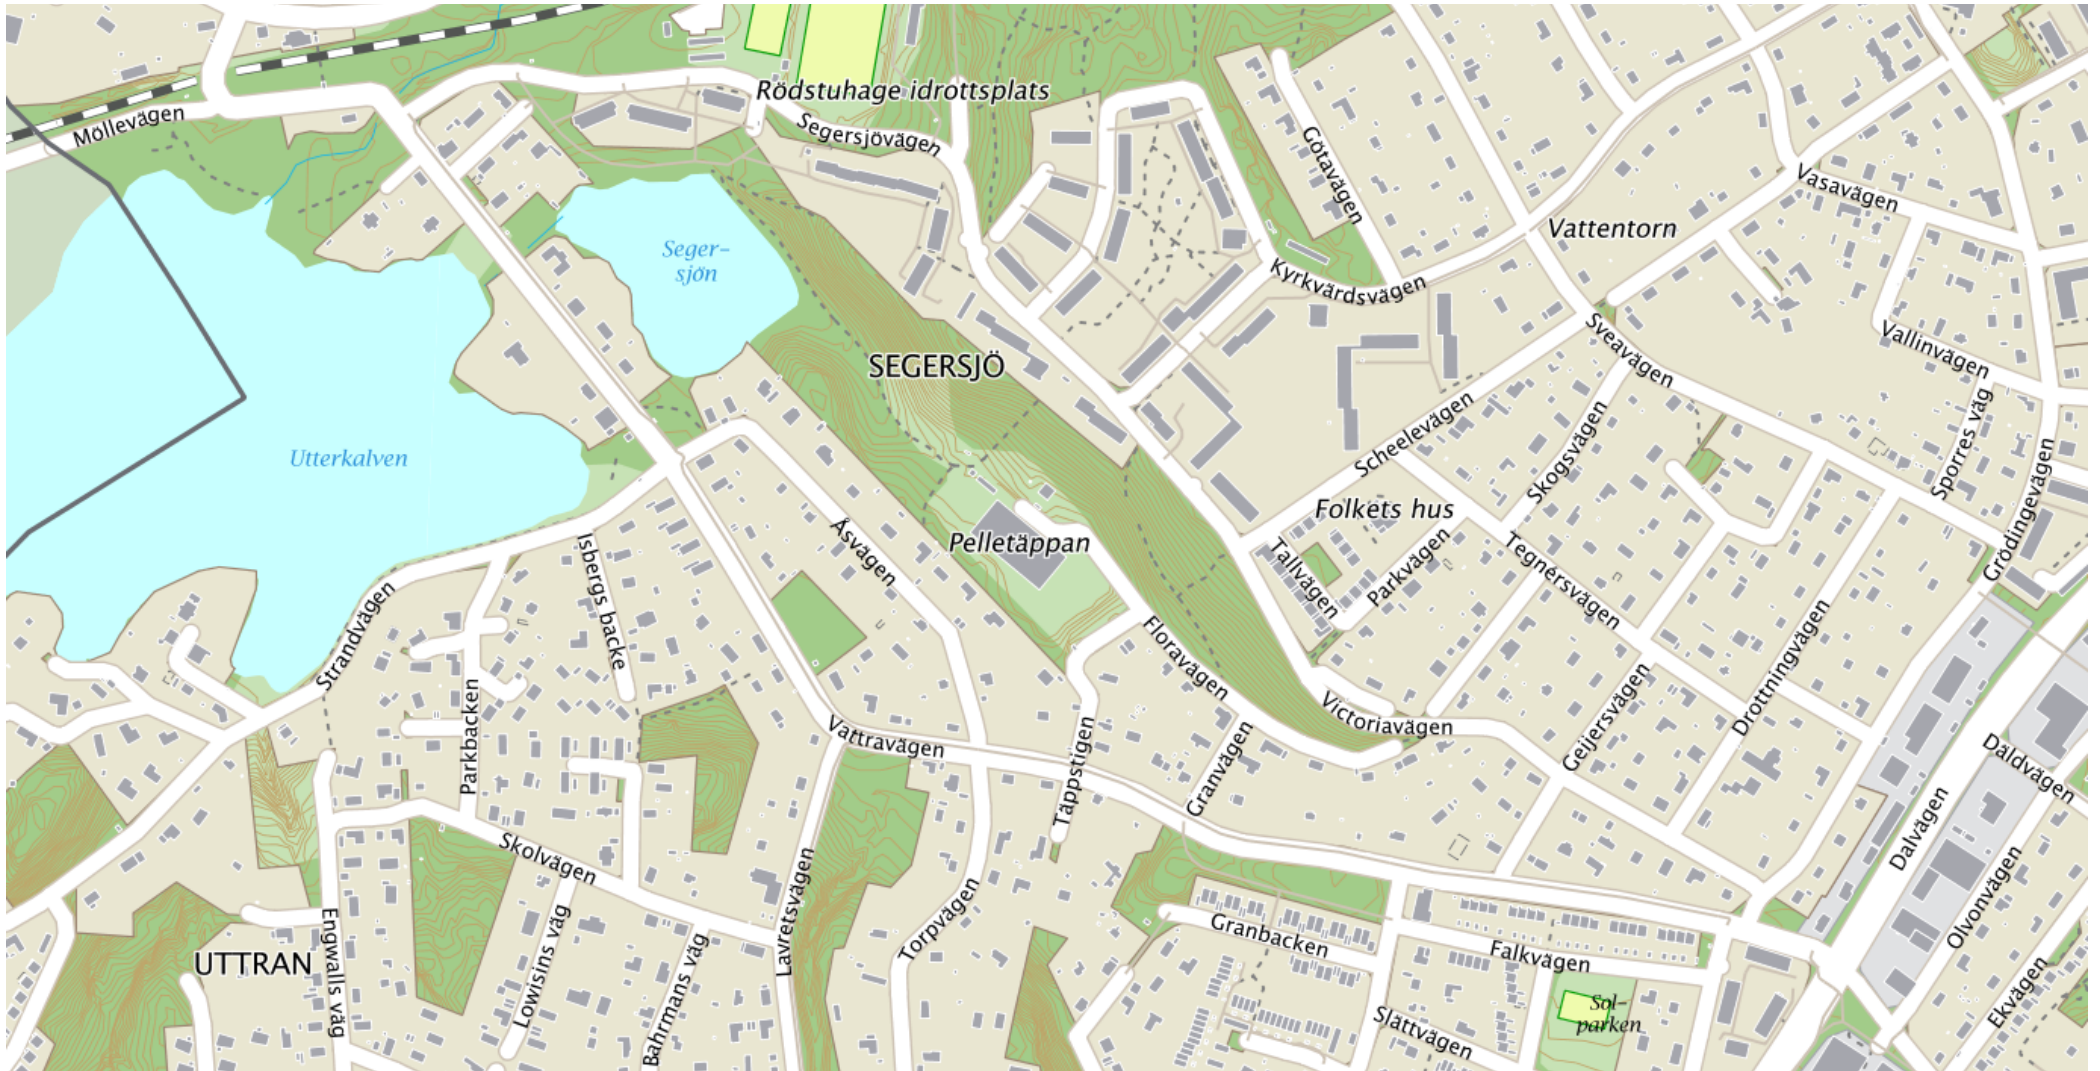 Rödstuhage idrottsplats
Möllevägen
Segersjövägen
Götavägen
Vasavägen
Vattentorn
Seger-
sjön
Kyrkvärdsvägen
Sveavägen
Vallinvägen
SEGERSJÖ
Sporres väg
Scheelevägen
Skogsvägen
Utterkalven
Grödingevägen
Folkets hus
Åsvägen
Pelletäppan
Isbergs backe
Tallvägen
Parkvägen
Tegnérsvägen
Strandvägen
Floravägen
Drottningvägen
Geijersvägen
Victoriavägen
Parkbacken
Vattravägen
Täppstigen
Granvägen
Däldvägen
Dalvägen
Skolvägen
Lavretsvägen
Torpvägen
Olvonvägen
Granbacken
Falkvägen
UTTRAN
Engwalls väg
Lowisins väg
Bahrmans väg
Ekvägen
Sol-
parken
Slättvägen